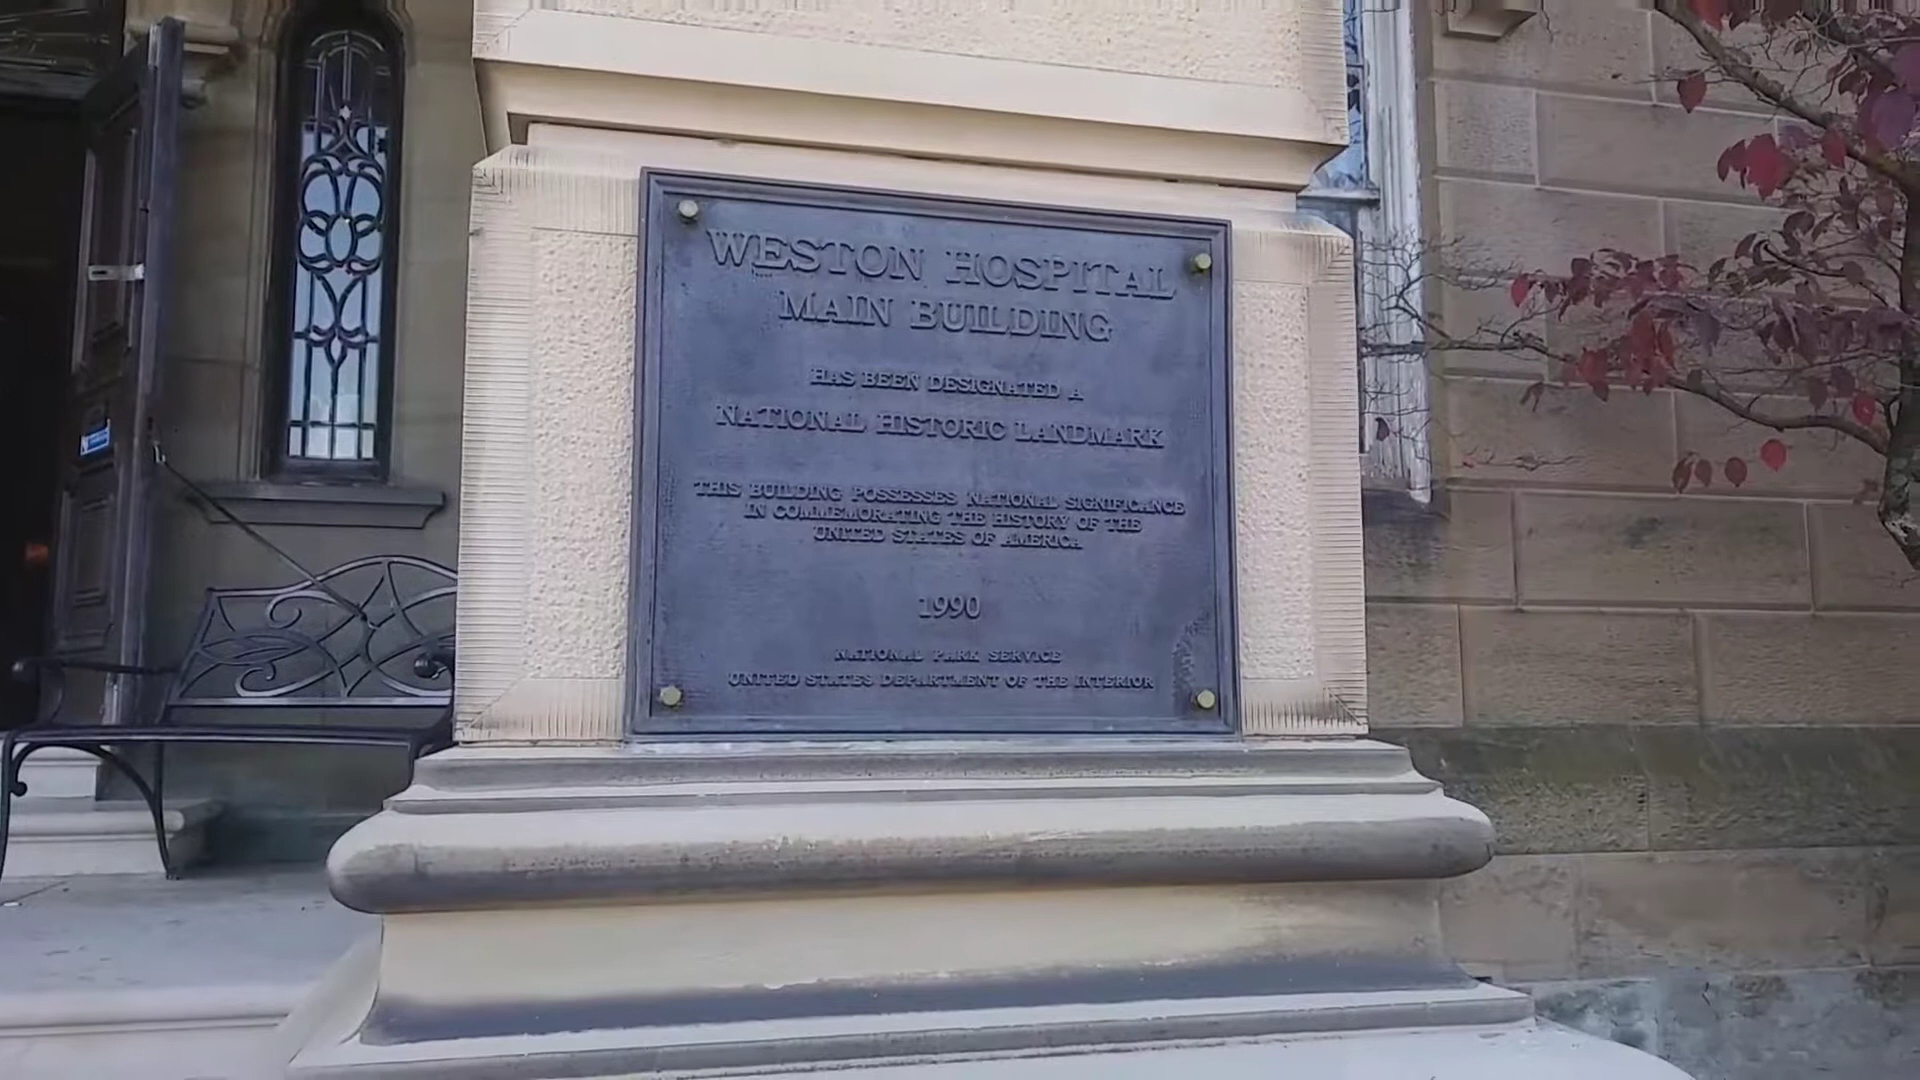 WESTON HOSPITAL
MAIN BUILDING
HAS BEEN DESIGNATED A
NATIONAL HISTORIC LANDMARK
THIS BUILDING POSSESSES NATIONAL SIGNIFICANCE
IN COMMEMORATING THE HISTORY OF THE
UNITED STATES OF AMERICA
1990
NATIONAL PARK SERVICE
UNITED STATES DEPARTMENT OF THE INTERIOR